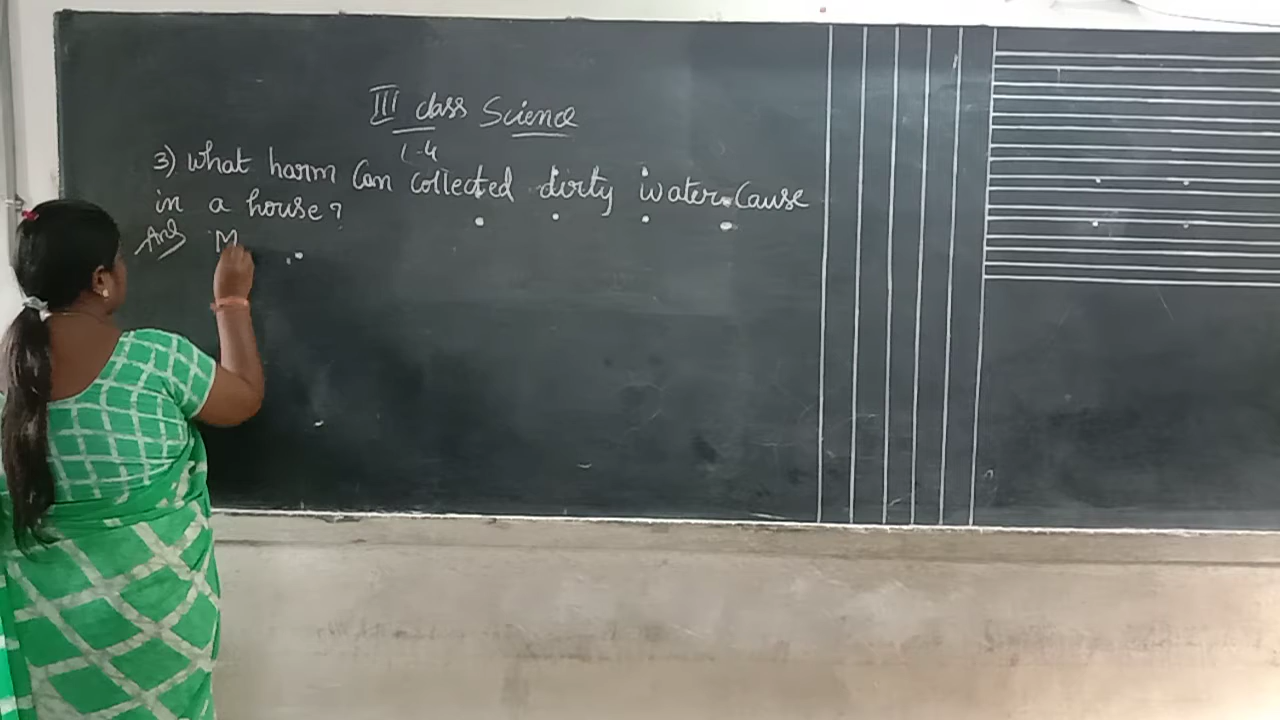 III class Science
L-4
3) What harm Can collected dirty water Cause
in a house?
Ans M